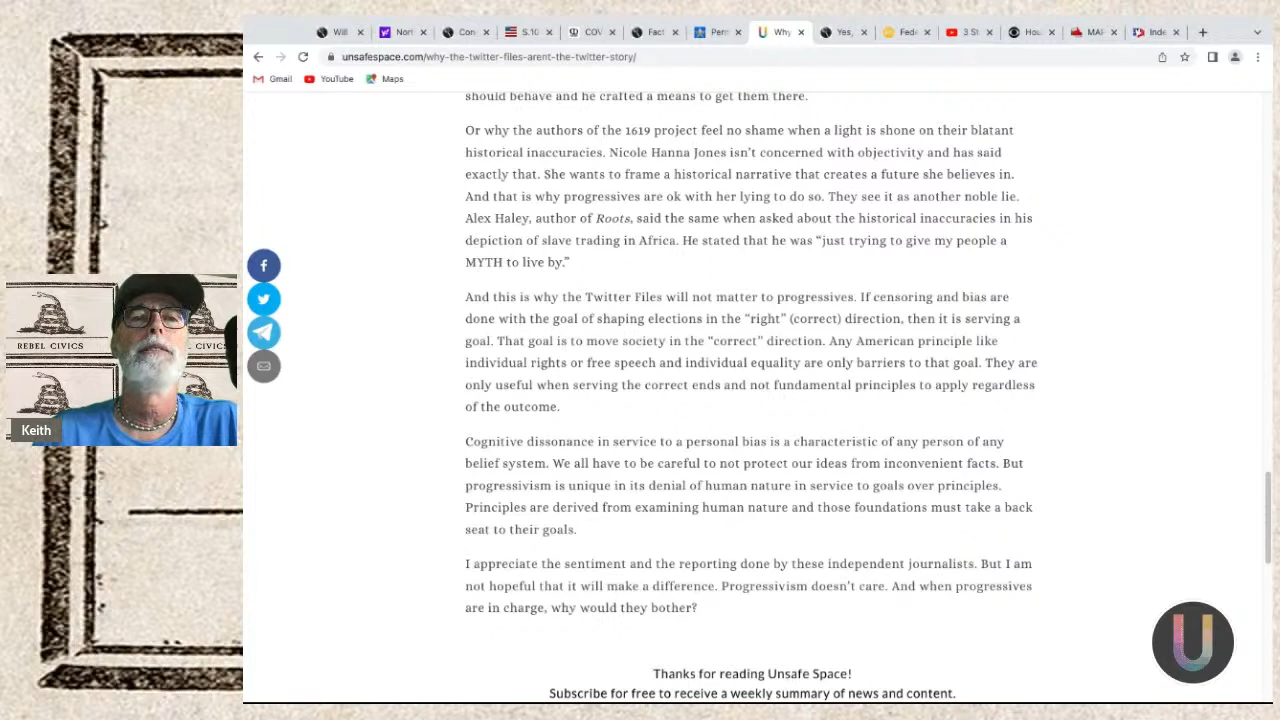 Will
Nort
Con
S.10
COV
Fact
Pern
Why
Yes,
Fed
3 St
Hou
MAI
Inde
unsafespace.com/why-the-twitter-files-arent-the-twitter-story/
Gmail YouTube Maps
should behave and he crafted a means to get them there.
Or why the authors of the 1619 project feel no shame when a light is shone on their blatant
historical inaccuracies. Nicole Hanna Jones isn't concerned with objectivity and has said
exactly that. She wants to frame a historical narrative that creates a future she believes in.
And that is why progressives are ok with her lying to do so. They see it as another noble lie.
Alex Haley, author of Roots, said the same when asked about the historical inaccuracies in his
depiction of slave trading in Africa. He stated that he was “just trying to give my people a
MYTH to live by.”
And this is why the Twitter Files will not matter to progressives. If censoring and bias are
done with the goal of shaping elections in the “right” (correct) direction then it is serving a
goal. That goal is to move society in the “correct” direction. Any American principle like
individual rights or free speech and individual equality are only barriers to that goal. They are
only useful when serving the correct ends and not fundamental principles to apply regardless
of the outcome.
Cognitive dissonance in service to a personal bias is a characteristic of any person of any
belief system. We all have to be careful to not protect our ideas from inconvenient facts. But
progressivism is unique in its denial of human nature in service to goals over principles.
Principles are derived from examining human nature and those foundations must take a back
seat to their goals.
I appreciate the sentiment and the reporting done by these independent journalists. But I am
not hopeful that it will make a difference. Progressivism doesn't care. And when progressives
are in charge, why would they bother?
Thanks for reading Unsafe Space!
Subscribe for free to receive a weekly summary of news and content.
REBEL CIVICS
CIVICS
Keith